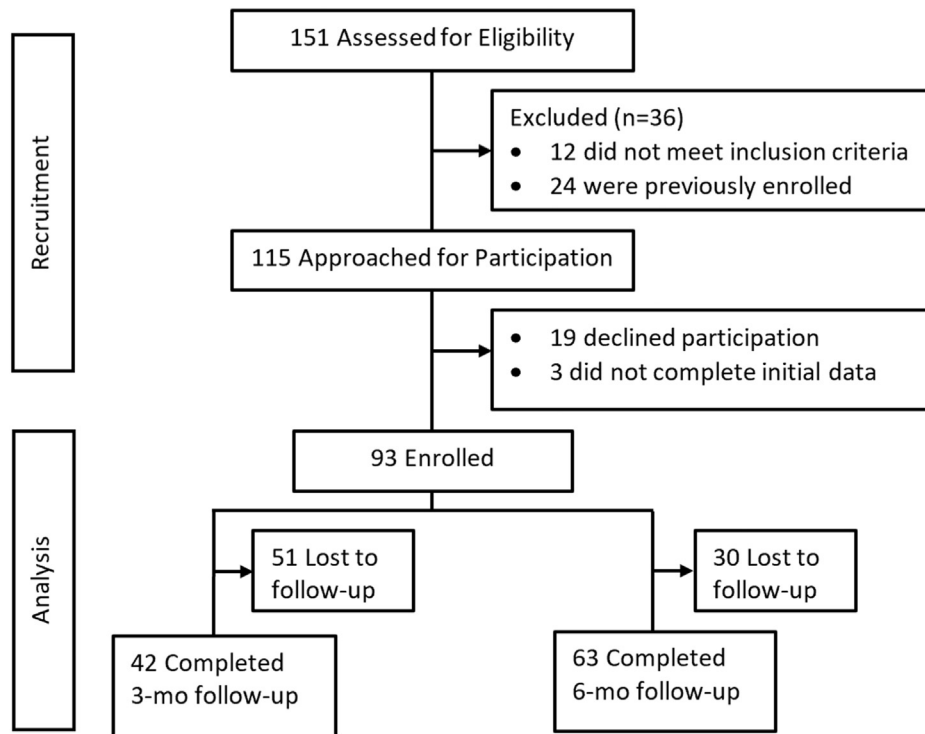 151 Assessed for Eligibility
Excluded (n=36)
• 12 did not meet inclusion criteria
• 24 were previously enrolled
Recruitment
115 Approached for Participation
• 19 declined participation
• 3 did not complete initial data
93 Enrolled
Analysis
51 Lost to
follow-up
30 Lost to
follow-up
42 Completed
3-mo follow-up
63 Completed
6-mo follow-up